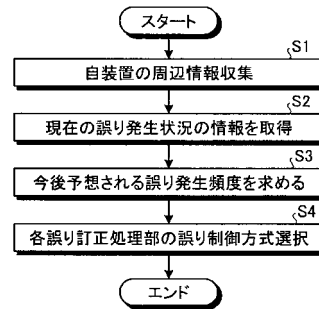 スタート
S1
自装置の周辺情報収集
S2
現在の誤り発生状況の情報を取得
S3
今後予想される誤り発生頻度を求める
S4
各誤り訂正処理部の誤り制御方式選択
エンド